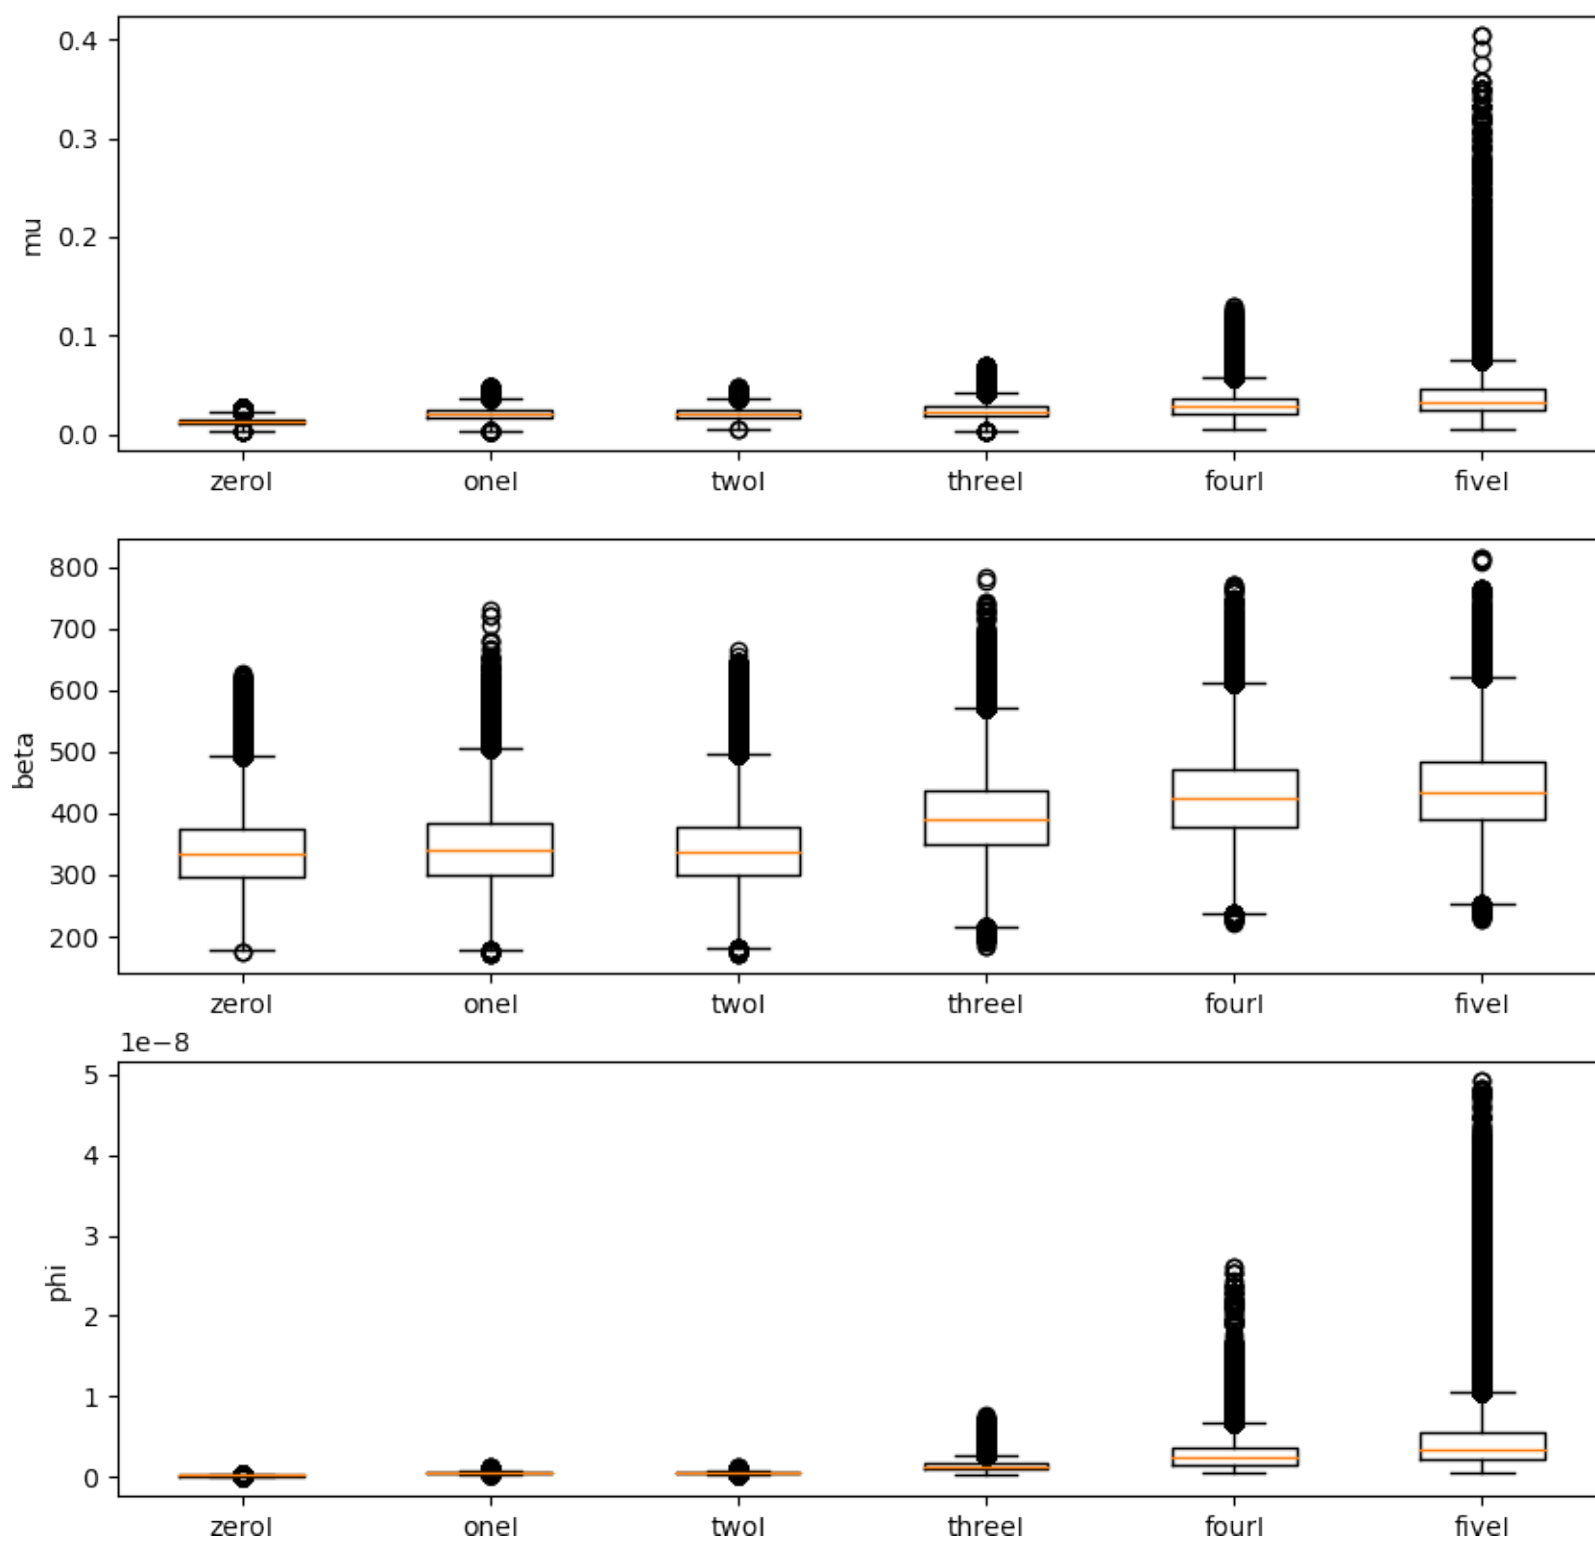 0.4
0.3
0.2
0.1
0.0
mu
zerol onel twol threel fourl fivel
800
700
600
500
400
300
200
beta
zerol onel twol threel fourl fivel
1e−8
5
4
3
2
1
0
phi
zerol onel twol threel fourl fivel